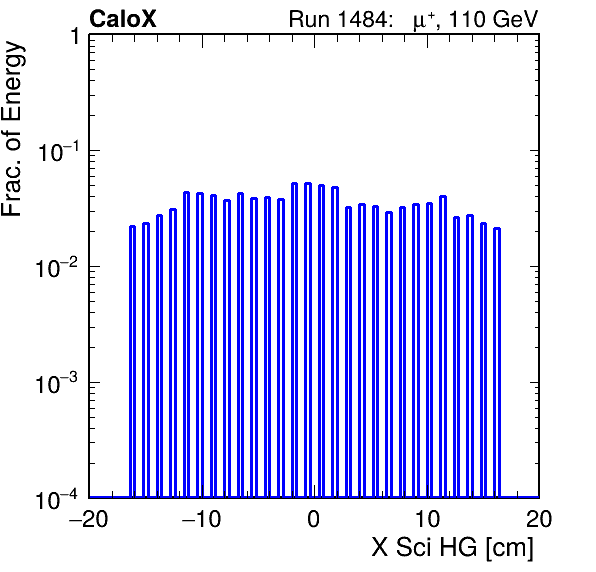 CaloX Run 1484: μ⁺, 110 GeV
Frac. of Energy
1
10⁻¹
10⁻²
10⁻³
10⁻⁴
−20 −10 0 10 20
X Sci HG [cm]